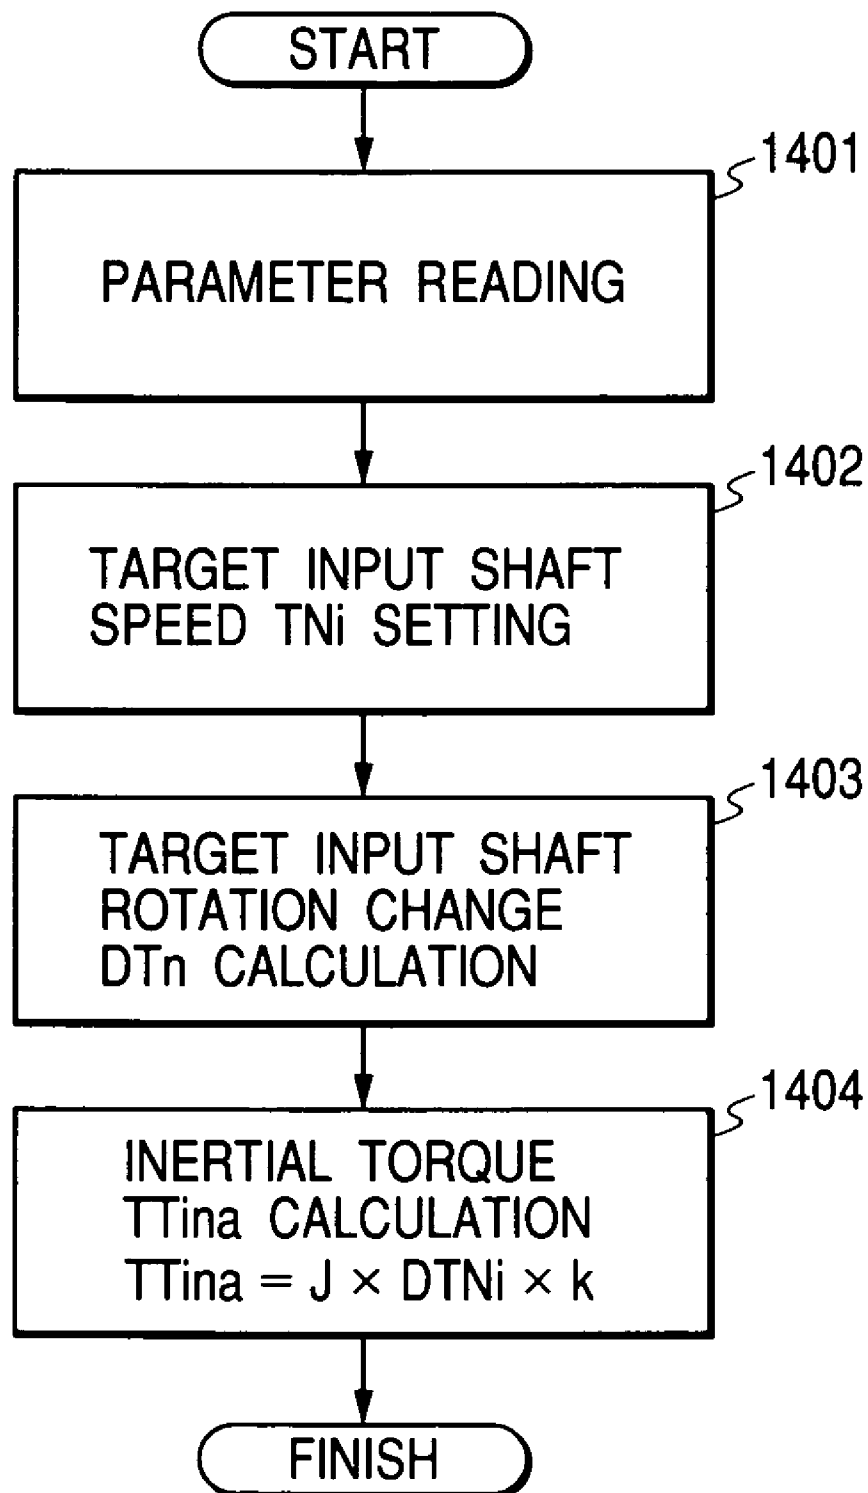 START
1401
PARAMETER READING
1402
TARGET INPUT SHAFT
SPEED TNi SETTING
1403
TARGET INPUT SHAFT
ROTATION CHANGE
DTn CALCULATION
1404
INERTIAL TORQUE
TTina CALCULATION
TTina = J × DTNi × k
FINISH